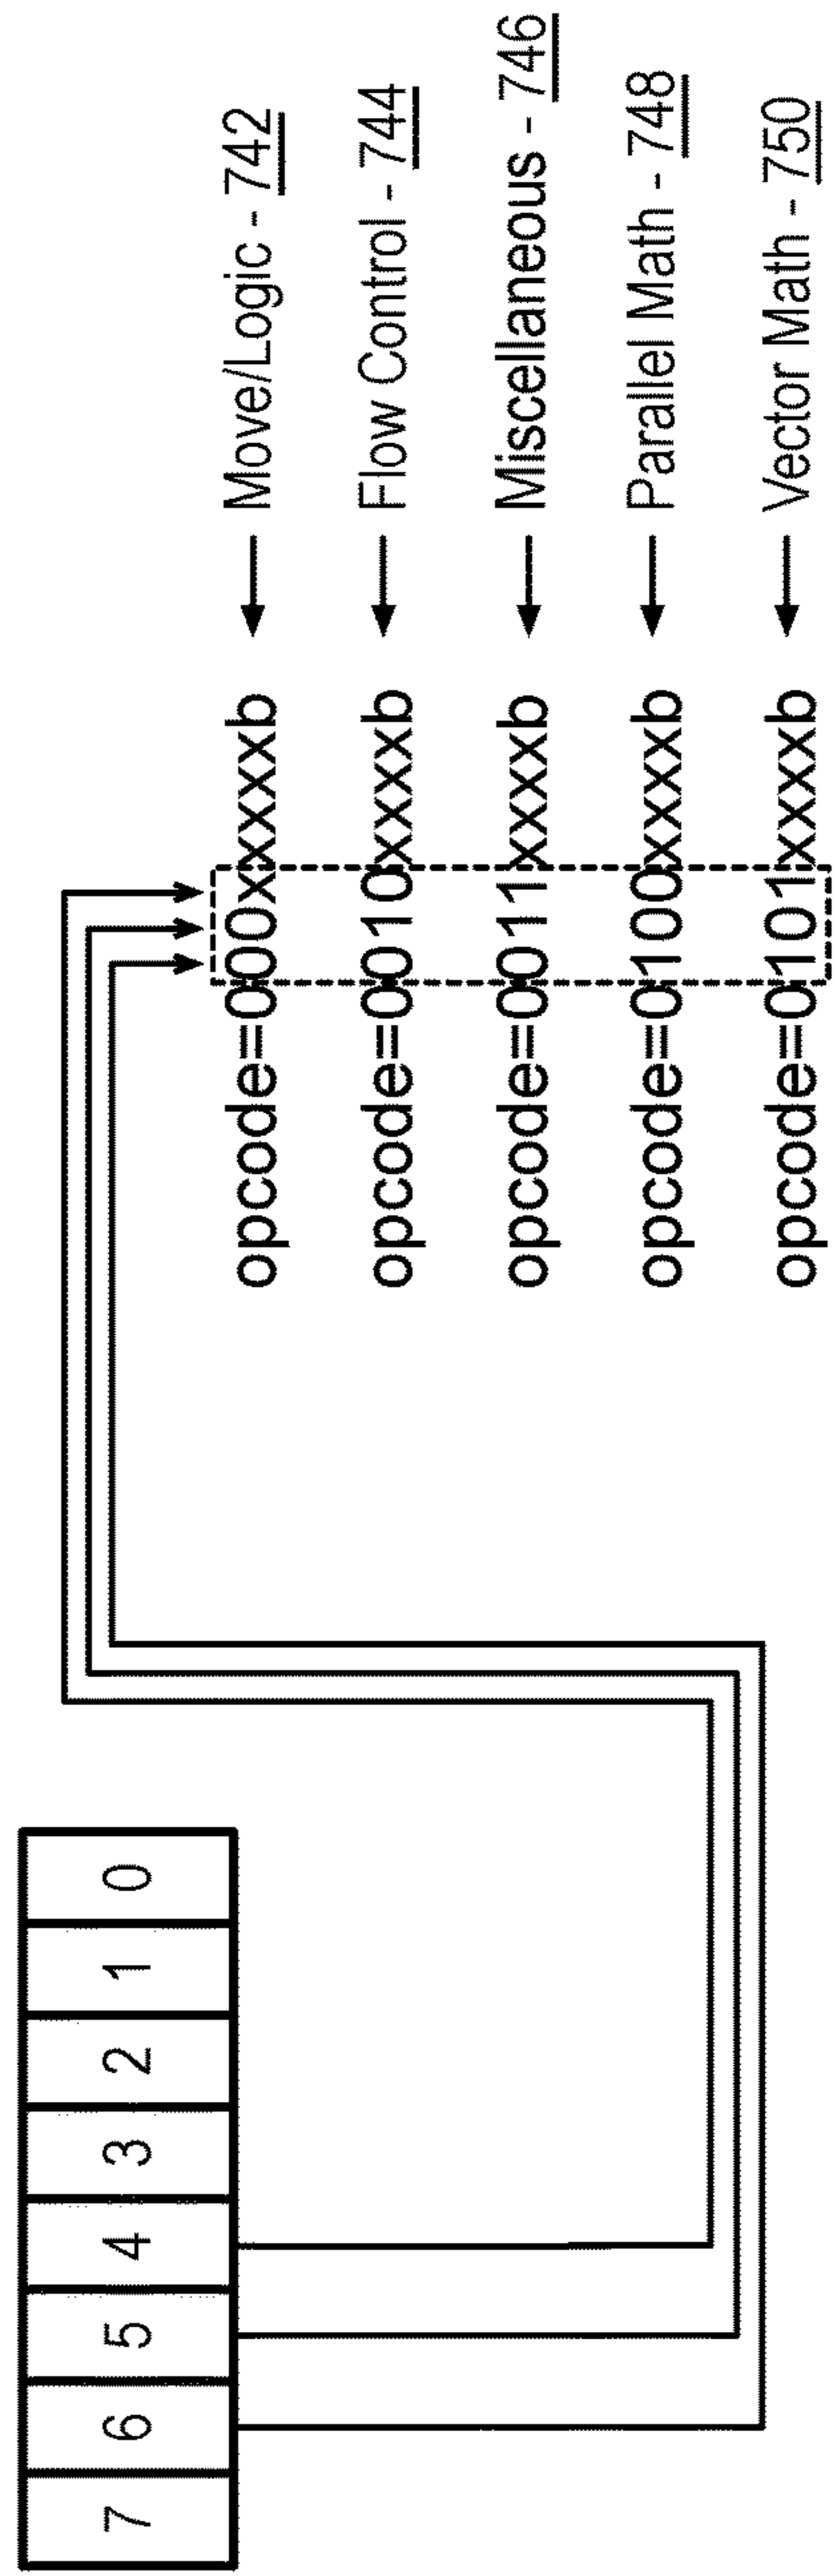 7 6 5 4 3 2 1 0
opcode=000xxxxxb ← Move/Logic - 742
opcode=0010xxxxb ← Flow Control - 744
opcode=0011xxxxb ← Miscellaneous - 746
opcode=0100xxxxb ← Parallel Math - 748
opcode=0101xxxxb ← Vector Math - 750